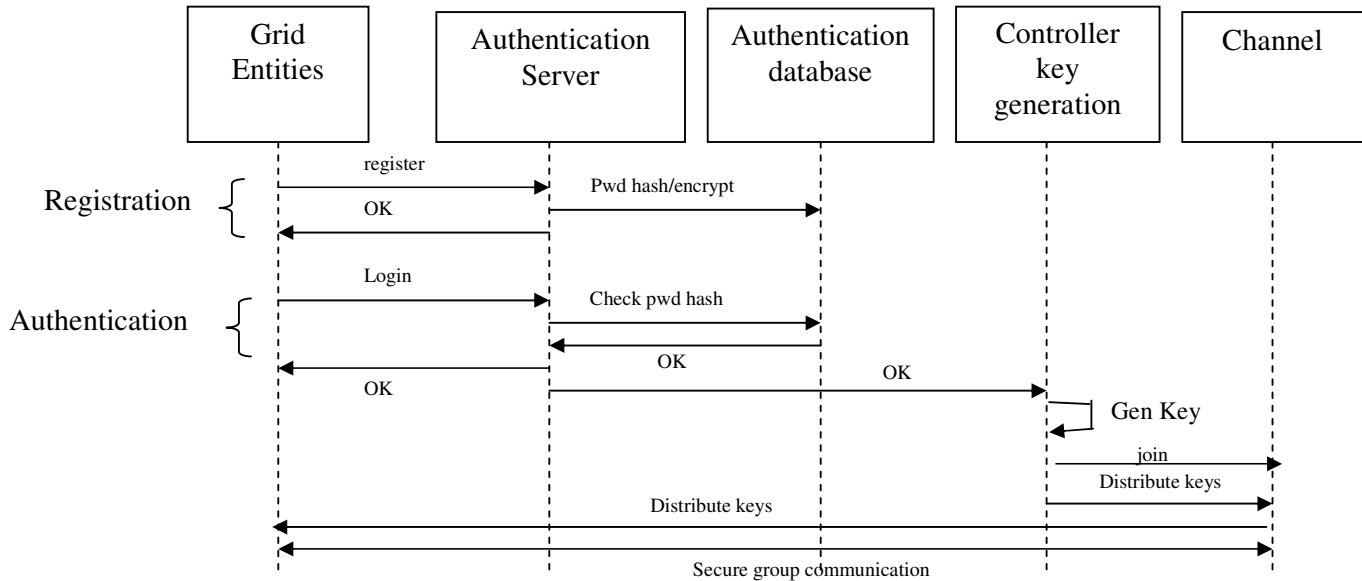 Grid
Entities
Authentication
Server
Authentication
database
Controller
key
generation
Channel
register
Pwd hash/encrypt
Registration
OK
Login
Check pwd hash
Authentication
OK
OK
OK
Gen Key
join
Distribute keys
Distribute keys
Secure group communication